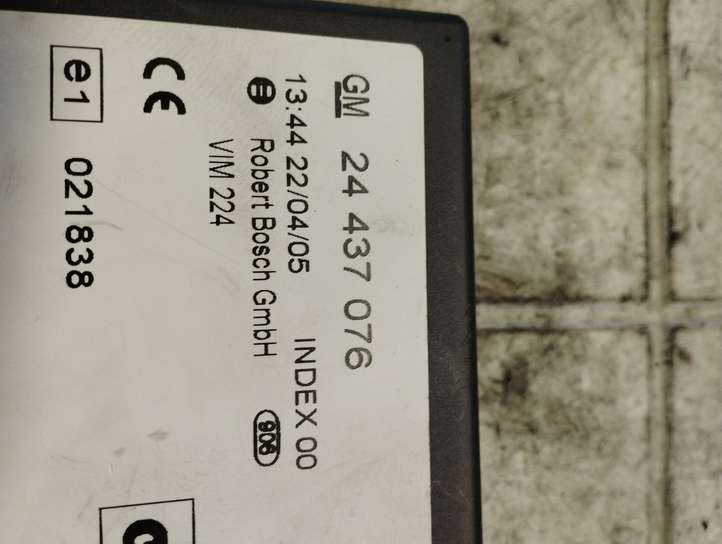 GM 24 437 076
13:44 22/04/05 INDEX 00
Robert Bosch GmbH 906
VIM 224
CE
e1 021838